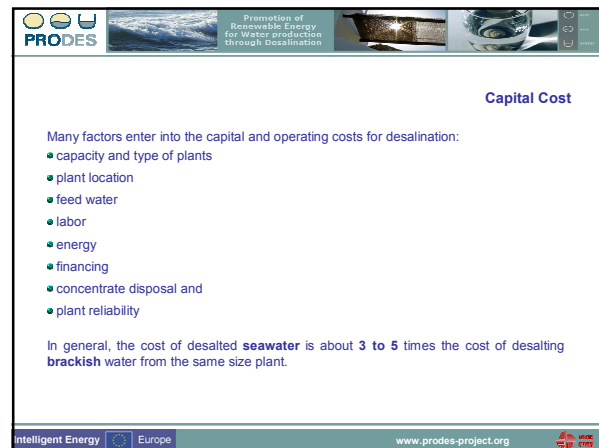 PRODES
Promotion of
Renewable Energy
for Water production
through Desalination
Capital Cost
Many factors enter into the capital and operating costs for desalination:
capacity and type of plants
plant location
feed water
labor
energy
financing
concentrate disposal and
plant reliability
In general, the cost of desalted seawater is about 3 to 5 times the cost of desalting
brackish water from the same size plant.
Intelligent Energy Europe
www.prodes-project.org